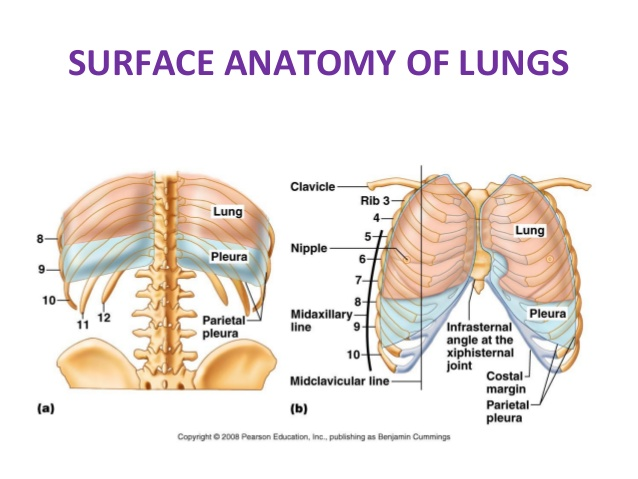 SURFACE ANATOMY OF LUNGS
Lung
Pleura
8
9
10
11
12
Parietal
pleura
(a)
Clavicle
Rib 3
4
5
Nipple
6
7
8
Midaxillary
line
9
10
Midclavicular line
(b)
Lung
Pleura
Infrasternal
angle at the
xiphisternal
joint
Costal
margin
Parietal
pleura
Copyright © 2008 Pearson Education, Inc., publishing as Benjamin Cummings